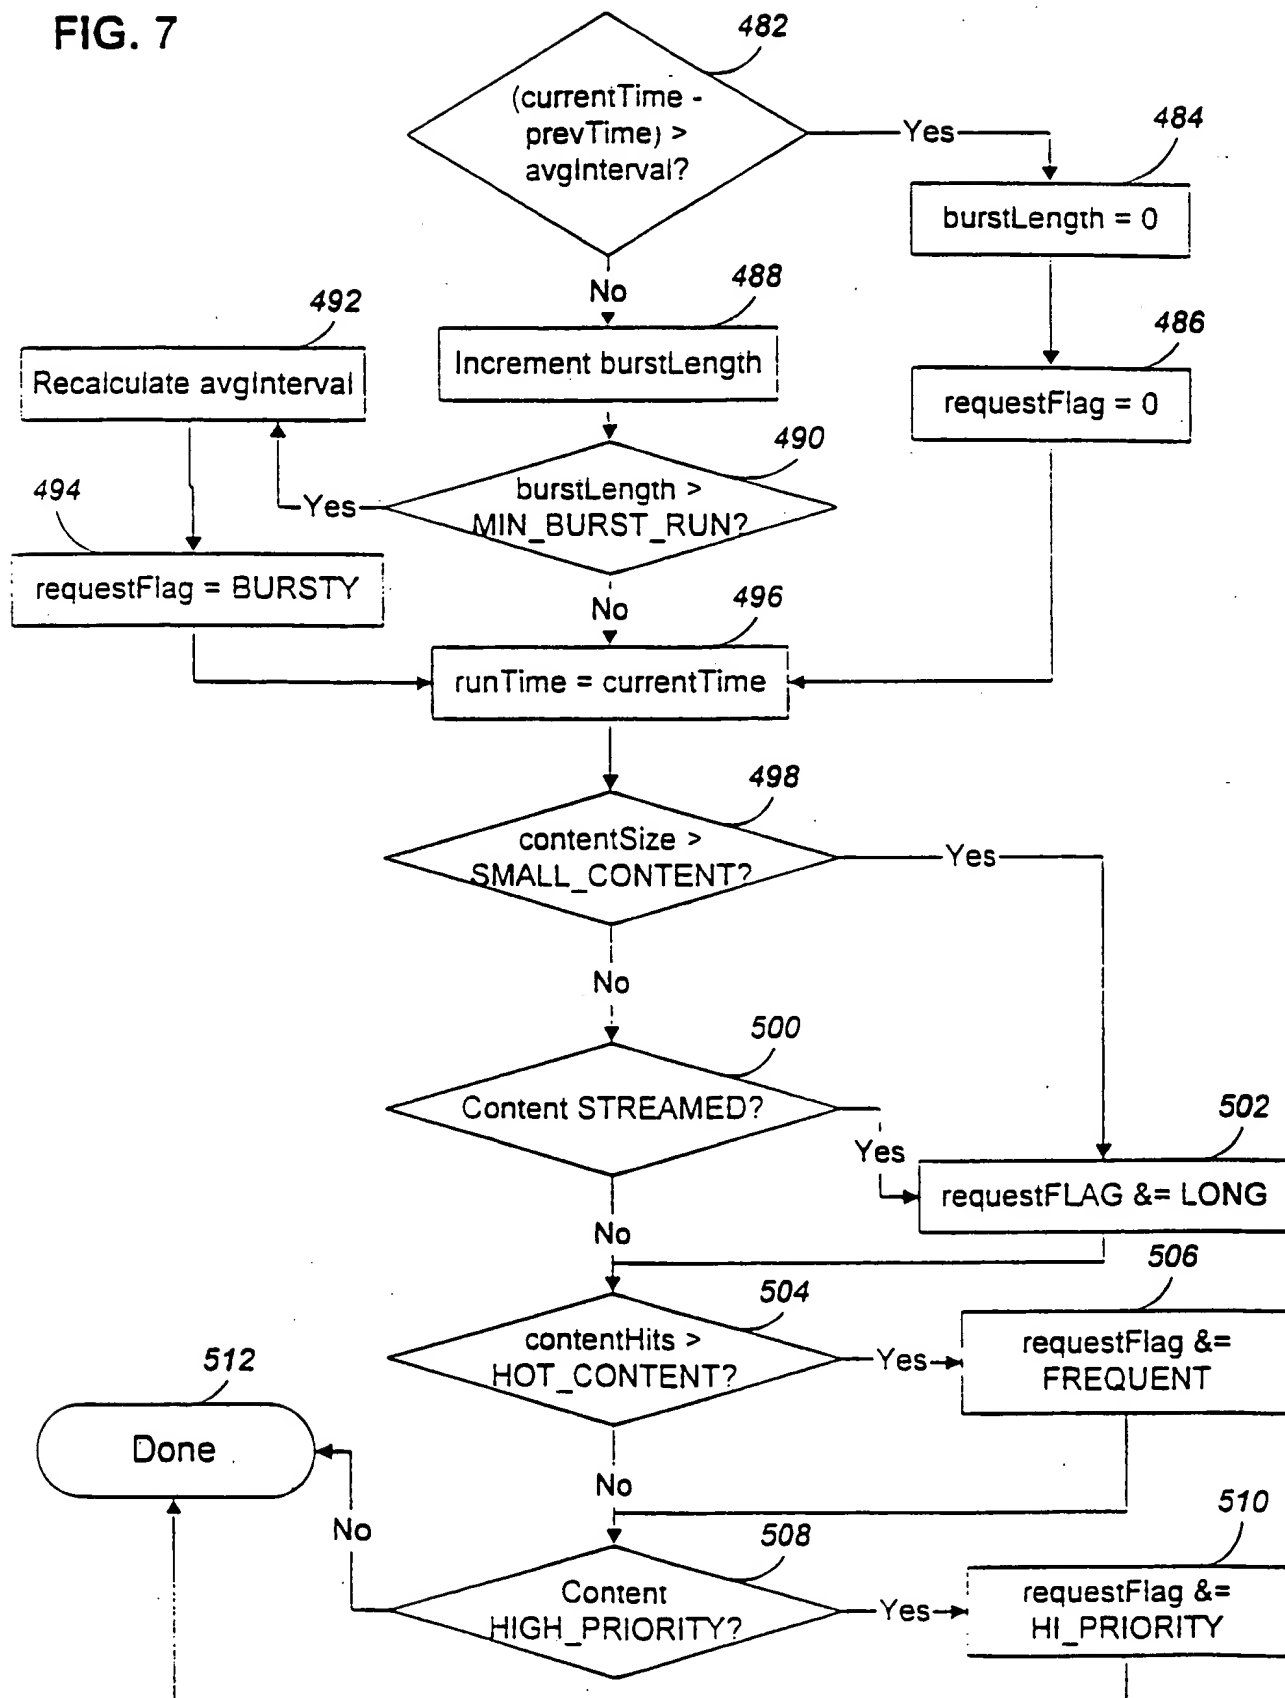 FIG. 7
482
(currentTime -
prevTime) >
avgInterval?
Yes
484
burstLength = 0
No
488
Increment burstLength
486
requestFlag = 0
492
Recalculate avgInterval
490
burstLength >
MIN_BURST_RUN?
Yes
494
requestFlag = BURSTY
No
496
runTime = currentTime
498
contentSize >
SMALL_CONTENT?
Yes
No
500
Content STREAMED?
Yes
502
requestFLAG &= LONG
No
504
contentHits >
HOT_CONTENT?
Yes
506
requestFlag &=
FREQUENT
512
Done
No
No
508
Content
HIGH_PRIORITY?
Yes
510
requestFlag &=
HI_PRIORITY